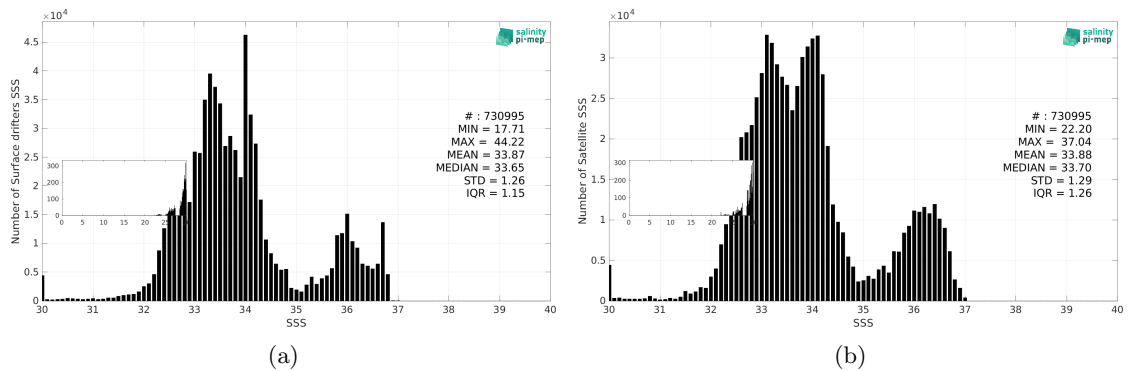 ×10⁴
salinity
pi-mep
4.5
4
3.5
3
2.5
2
1.5
1
0.5
0
Number of Surface drifters SSS
# : 730995
MIN = 17.71
MAX = 44.22
MEAN = 33.87
MEDIAN = 33.65
STD = 1.26
IQR = 1.15
300
200
100
0
0 5 10 15 20 25
30 31 32 33 34 35 36 37 38 39 40
SSS
(a)
×10⁴
salinity
pi-mep
3
2.5
2
1.5
1
0.5
0
Number of Satellite SSS
# : 730995
MIN = 22.20
MAX = 37.04
MEAN = 33.88
MEDIAN = 33.70
STD = 1.29
IQR = 1.26
300
200
100
0
0 5 10 15 20 25
30 31 32 33 34 35 36 37 38 39 40
SSS
(b)